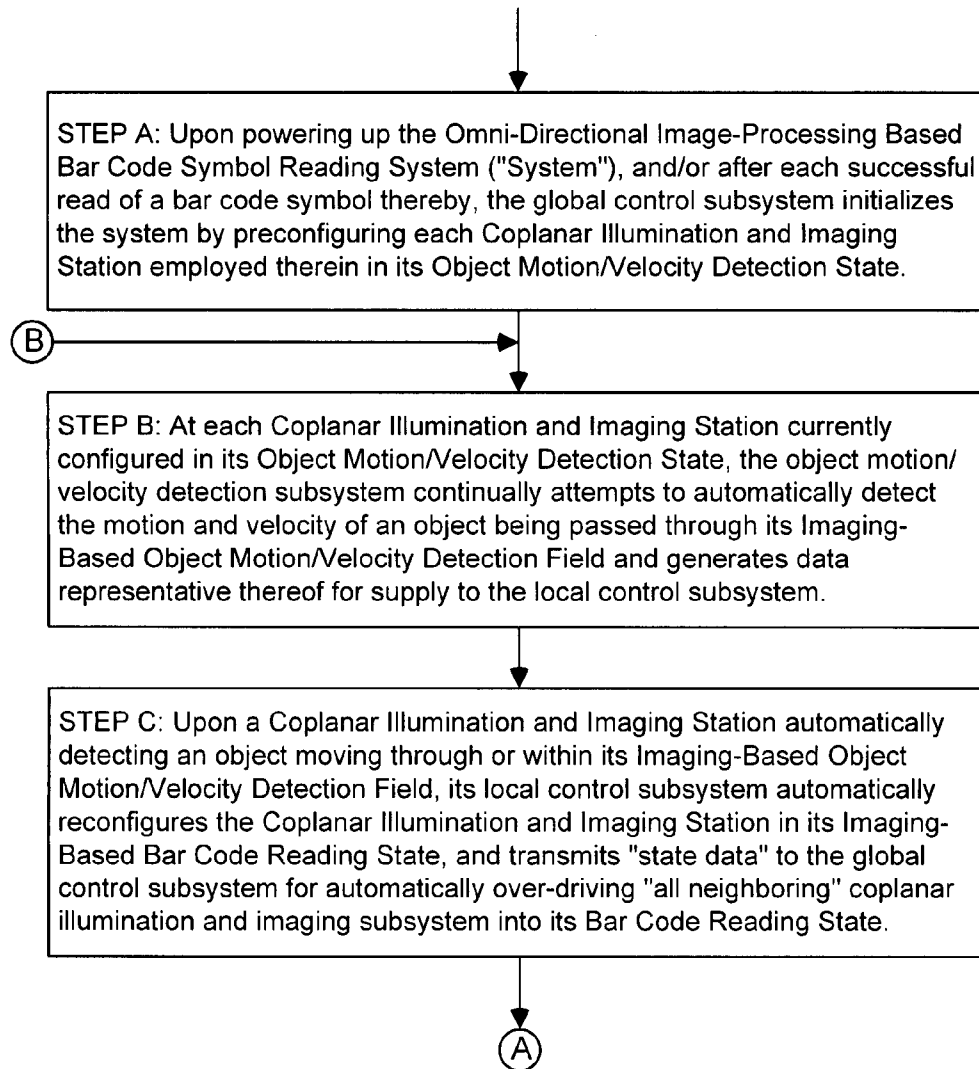 STEP A: Upon powering up the Omni-Directional Image-Processing Based
Bar Code Symbol Reading System ("System"), and/or after each successful
read of a bar code symbol thereby, the global control subsystem initializes
the system by preconfiguring each Coplanar Illumination and Imaging
Station employed therein in its Object Motion/Velocity Detection State.
B
STEP B: At each Coplanar Illumination and Imaging Station currently
configured in its Object Motion/Velocity Detection State, the object motion/
velocity detection subsystem continually attempts to automatically detect
the motion and velocity of an object being passed through its Imaging-
Based Object Motion/Velocity Detection Field and generates data
representative thereof for supply to the local control subsystem.
STEP C: Upon a Coplanar Illumination and Imaging Station automatically
detecting an object moving through or within its Imaging-Based Object
Motion/Velocity Detection Field, its local control subsystem automatically
reconfigures the Coplanar Illumination and Imaging Station in its Imaging-
Based Bar Code Reading State, and transmits "state data" to the global
control subsystem for automatically over-driving "all neighboring" coplanar
illumination and imaging subsystem into its Bar Code Reading State.
A